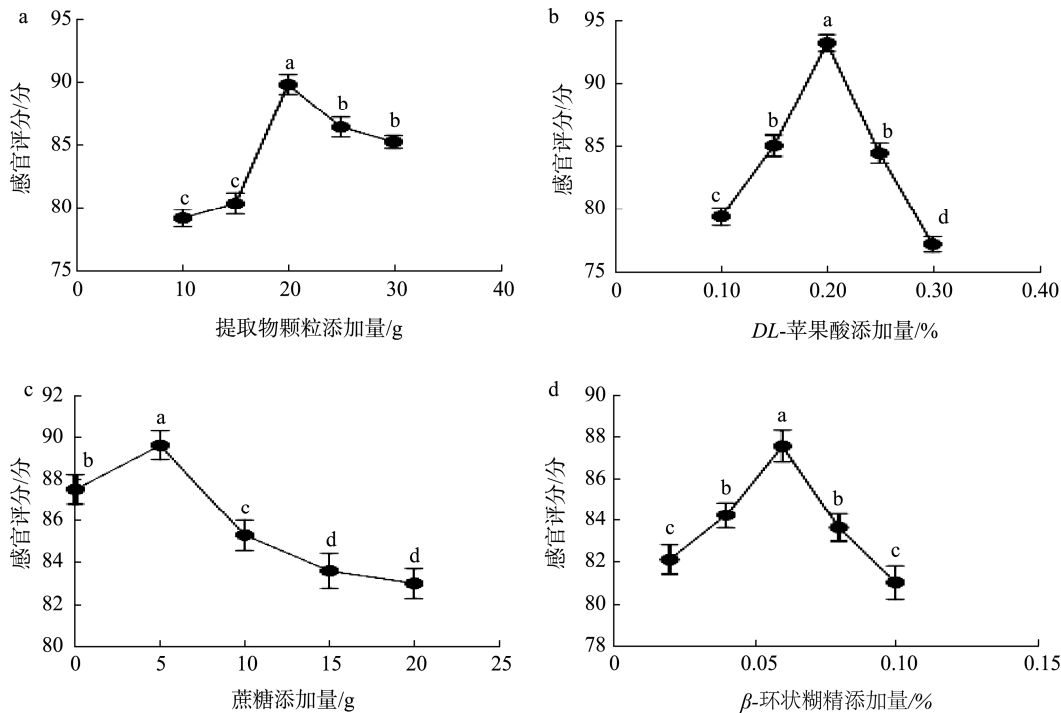 a
95
90
85
80
75
感官评分/分
c
c
a
b
b
0
10
20
30
40
提取物颗粒添加量/g
b
95
90
85
80
75
感官评分/分
c
b
a
b
d
0
0.10
0.20
0.30
0.40
DL-苹果酸添加量/%
c
92
90
88
86
84
82
80
感官评分/分
b
a
c
d
d
0
5
10
15
20
25
蔗糖添加量/g
d
90
88
86
84
82
80
78
感官评分/分
c
b
a
b
c
0
0.05
0.10
0.15
β-环状糊精添加量/%